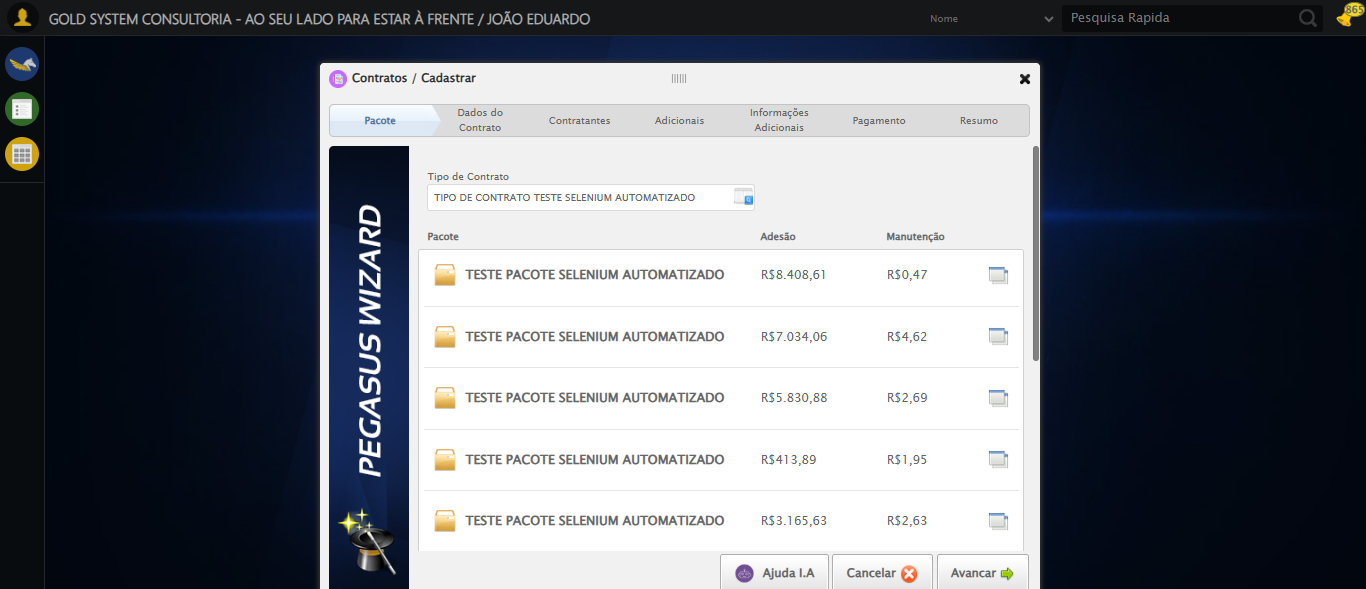 GOLD SYSTEM CONSULTORIA - AO SEU LADO PARA ESTAR À FRENTE / JOÃO EDUARDO
Nome
Pesquisa Rapida
865
Contratos / Cadastrar
Pacote
Dados do
Contrato
Contratantes
Adicionais
Informações
Adicionais
Pagamento
Resumo
PEGASUS WIZARD
Tipo de Contrato
TIPO DE CONTRATO TESTE SELENIUM AUTOMATIZADO
Pacote Adesão Manutenção
TESTE PACOTE SELENIUM AUTOMATIZADO R$8.408,61 R$0,47
TESTE PACOTE SELENIUM AUTOMATIZADO R$7.034,06 R$4,62
TESTE PACOTE SELENIUM AUTOMATIZADO R$5.830,88 R$2,69
TESTE PACOTE SELENIUM AUTOMATIZADO R$413,89 R$1,95
TESTE PACOTE SELENIUM AUTOMATIZADO R$3.165,63 R$2,63
Ajuda I.A Cancelar Avancar